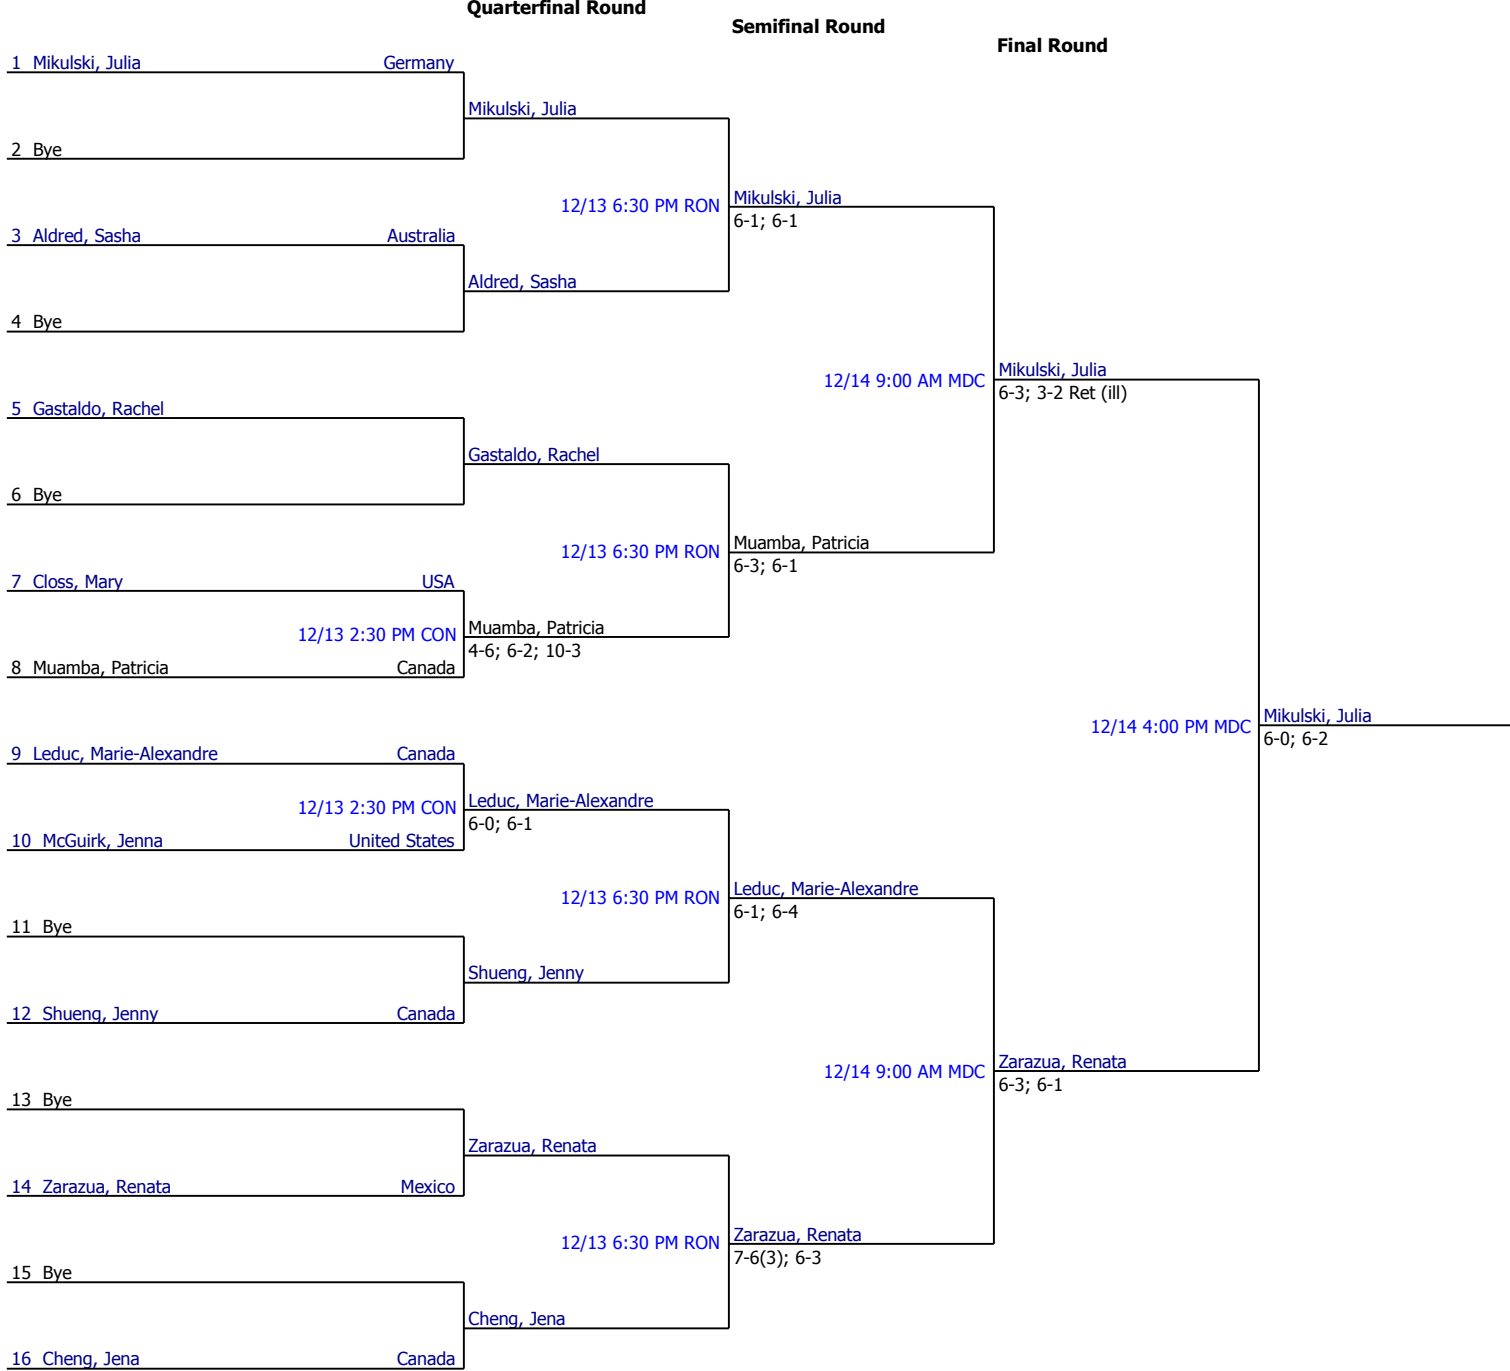 Quarterfinal Round
Semifinal Round
Final Round
1 Mikulski, Julia Germany
Mikulski, Julia
2 Bye
12/13 6:30 PM RON
Mikulski, Julia
6-1; 6-1
3 Aldred, Sasha Australia
Aldred, Sasha
4 Bye
12/14 9:00 AM MDC
Mikulski, Julia
6-3; 3-2 Ret (ill)
5 Gastaldo, Rachel
Gastaldo, Rachel
6 Bye
12/13 6:30 PM RON
Muamba, Patricia
6-3; 6-1
7 Closs, Mary USA
12/13 2:30 PM CON
Muamba, Patricia
4-6; 6-2; 10-3
8 Muamba, Patricia Canada
12/14 4:00 PM MDC
Mikulski, Julia
6-0; 6-2
9 Leduc, Marie-Alexandre Canada
12/13 2:30 PM CON
Leduc, Marie-Alexandre
6-0; 6-1
10 McGuirk, Jenna United States
12/13 6:30 PM RON
Leduc, Marie-Alexandre
6-1; 6-4
11 Bye
Shueng, Jenny
12 Shueng, Jenny Canada
12/14 9:00 AM MDC
Zarazua, Renata
6-3; 6-1
13 Bye
Zarazua, Renata
14 Zarazua, Renata Mexico
12/13 6:30 PM RON
Zarazua, Renata
7-6(3); 6-3
15 Bye
Cheng, Jena
16 Cheng, Jena Canada